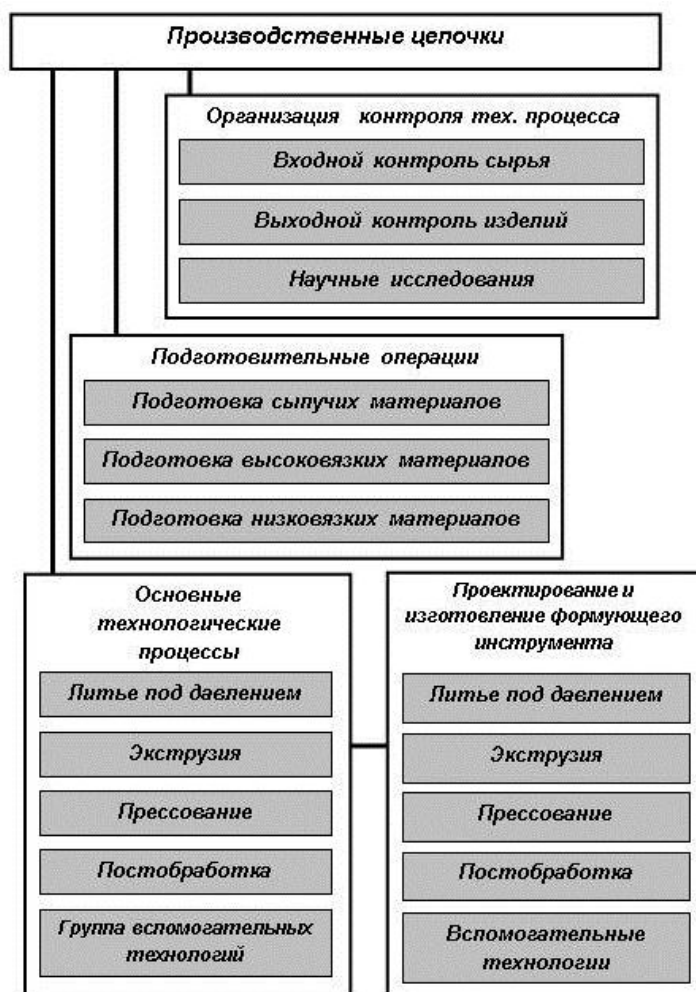 Производственные цепочки
Организация контроля тех. процесса
Входной контроль сырья
Выходной контроль изделий
Научные исследования
Подготовительные операции
Подготовка сыпучих материалов
Подготовка высоковязких материалов
Подготовка низковязких материалов
Основные
технологические
процессы
Литье под давлением
Экструзия
Прессование
Постобработка
Группа вспомогательных
технологий
Проектирование и
изготовление формующего
инструмента
Литье под давлением
Экструзия
Прессование
Постобработка
Вспомогательные
технологии